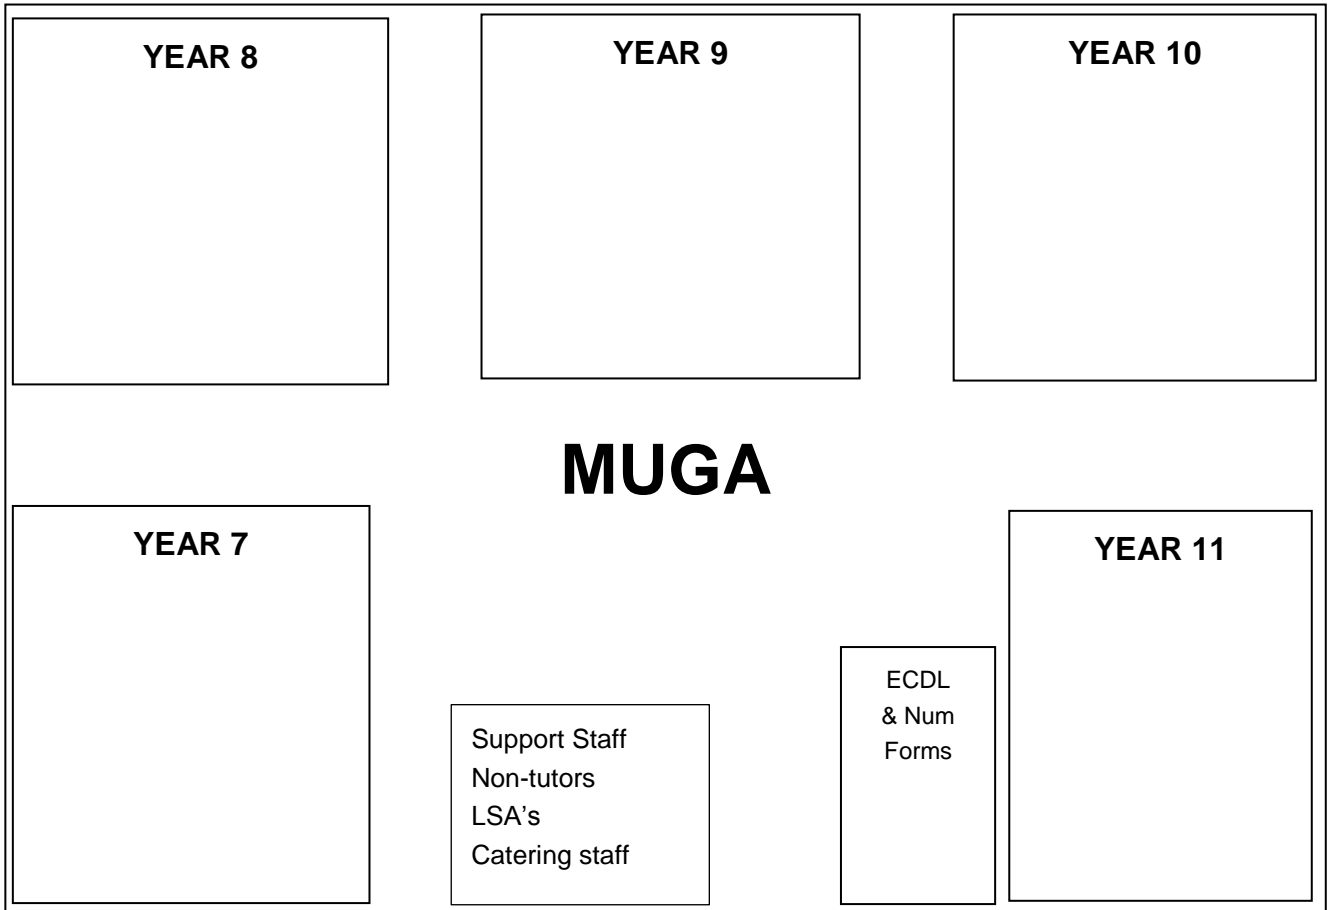 YEAR 8
YEAR 9
YEAR 10
MUGA
YEAR 7
YEAR 11
Support Staff
Non-tutors
LSA’s
Catering staff
ECDL
& Num
Forms